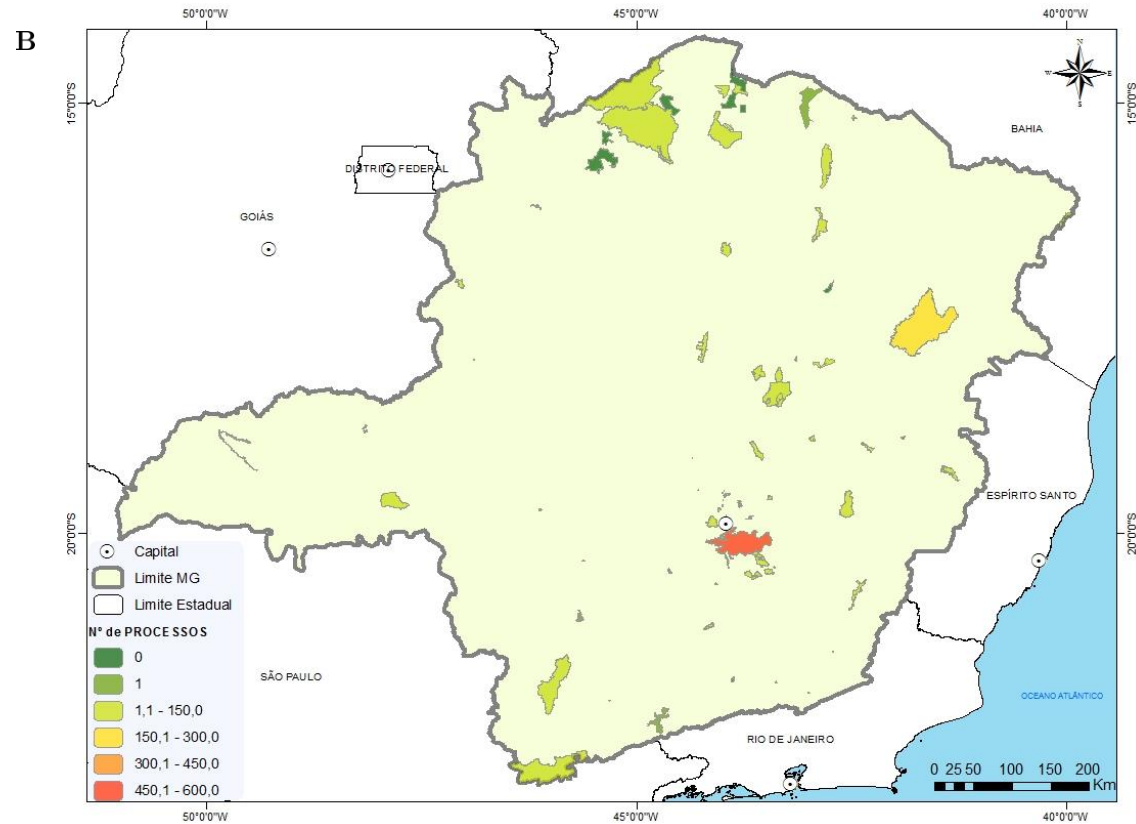 50°0'0"W 45°0'0"W 40°0'0"W
B
N
W E
S
15°0'0"S 15°0'0"S
BAHIA
DISTRITO FEDERAL
GOIÁS
ESPÍRITO SANTO
20°0'0"S 20°0'0"S
Capital
Limite MG
Limite Estadual
Nº de PROCESSOS
0
1
1,1 - 150,0
150,1 - 300,0
300,1 - 450,0
450,1 - 600,0
SÃO PAULO
OCEANO ATLÂNTICO
RIO DE JANEIRO
0 25 50 100 150 200
Km
50°0'0"W 45°0'0"W 40°0'0"W